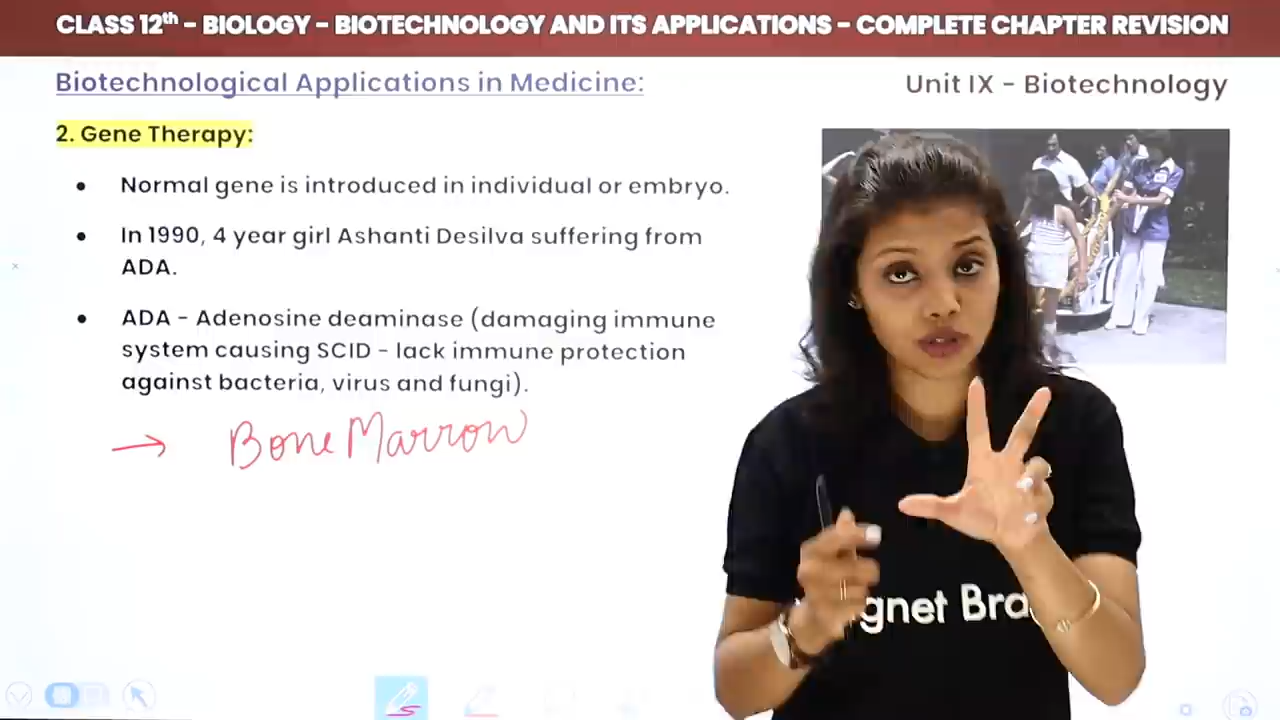 CLASS 12th – BIOLOGY – BIOTECHNOLOGY AND ITS APPLICATIONS – COMPLETE CHAPTER REVISION
Biotechnological Applications in Medicine:
Unit IX - Biotechnology
2. Gene Therapy:
• Normal gene is introduced in individual or embryo.
• In 1990, 4 year girl Ashanti Desilva suffering from
ADA.
• ADA - Adenosine deaminase (damaging immune
system causing SCID - lack immune protection
against bacteria, virus and fungi).
→ Bone Marrow
gnet Bra